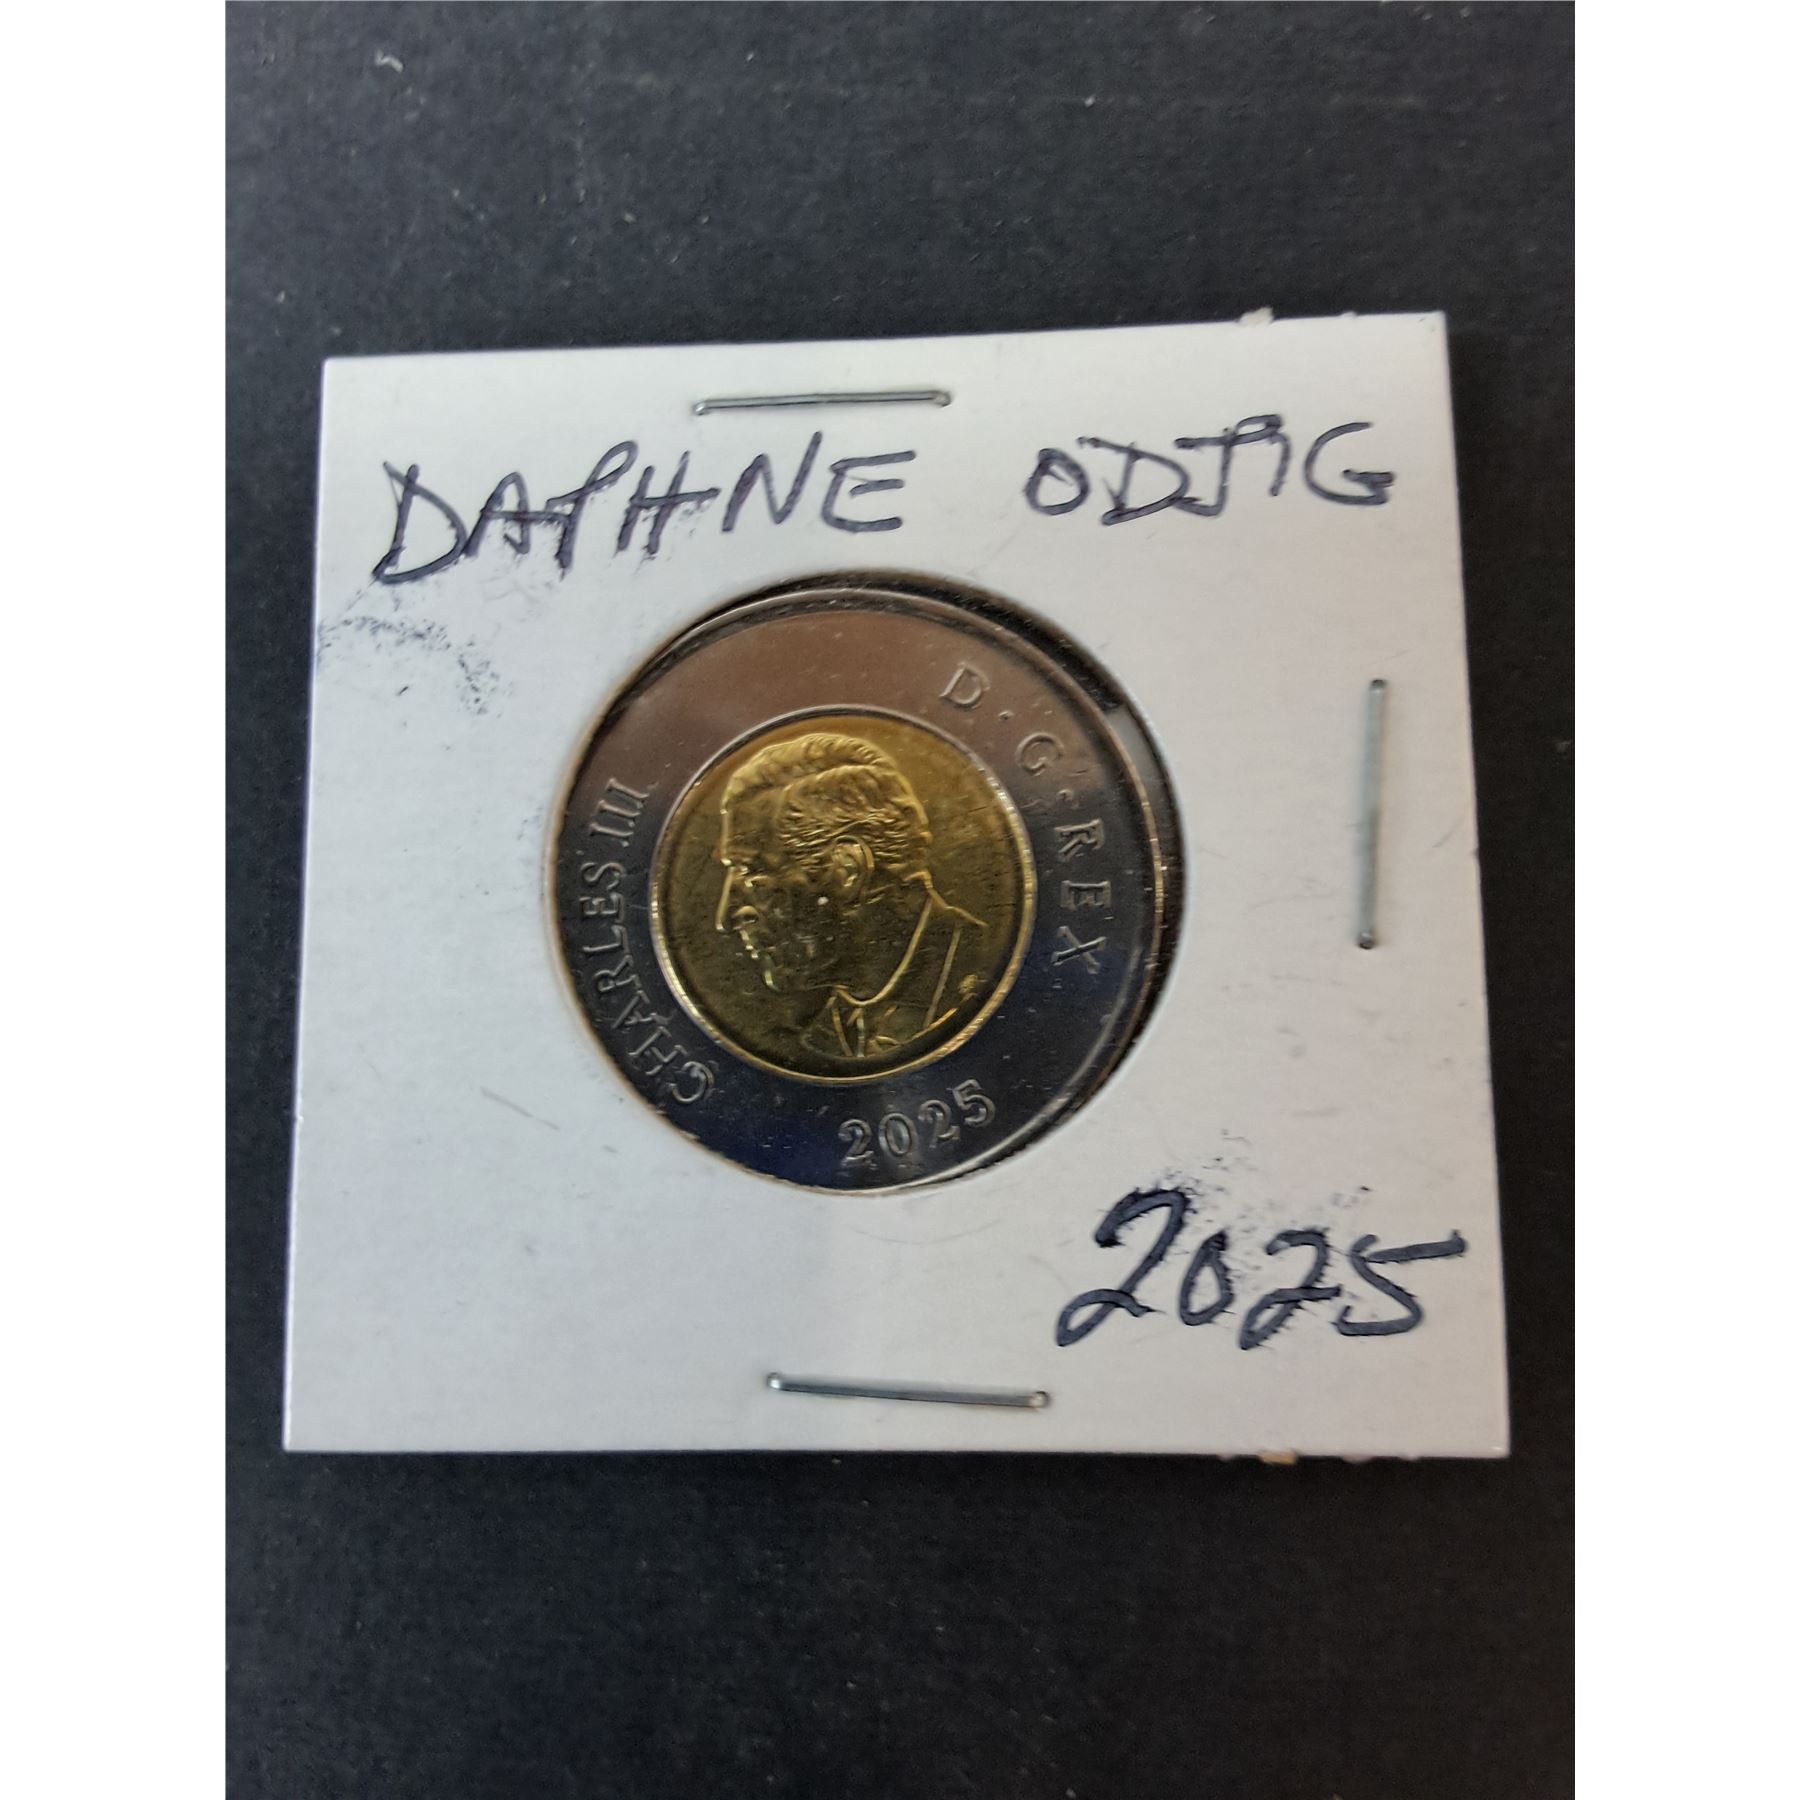 DAPHNE ODJIG
CHARLES III D·G·REX
2025
2025